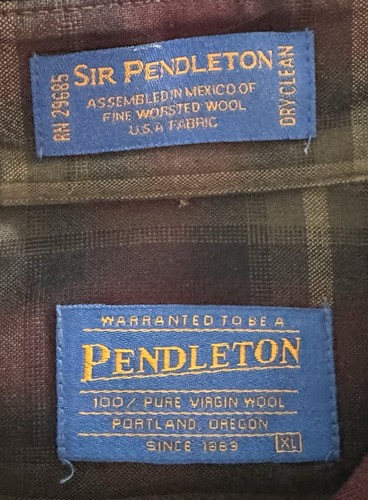 SIR PENDLETON
ASSEMBLED IN MEXICO OF
FINE WORSTED WOOL
U.S.A FABRIC
RN 29685
DRY CLEAN
WARRANTED TO BE A
PENDLETON
100% PURE VIRGIN WOOL
PORTLAND, OREGON
SINCE 1863 XL